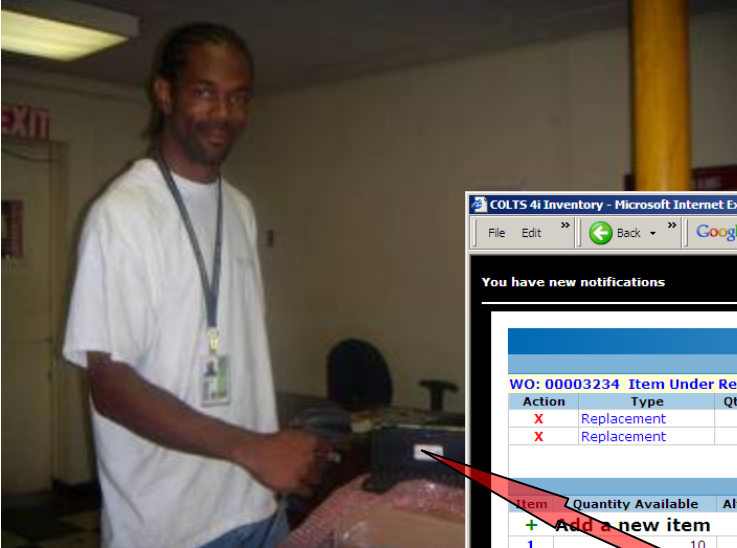 EXIT
COLTS 4i Inventory - Microsoft Internet Ex
File Edit » Back » Googl
You have new notifications
WO: 00003234 Item Under Re
Action Type Qt
X Replacement
X Replacement
Item Quantity Available Al
+ Add a new item
1 10